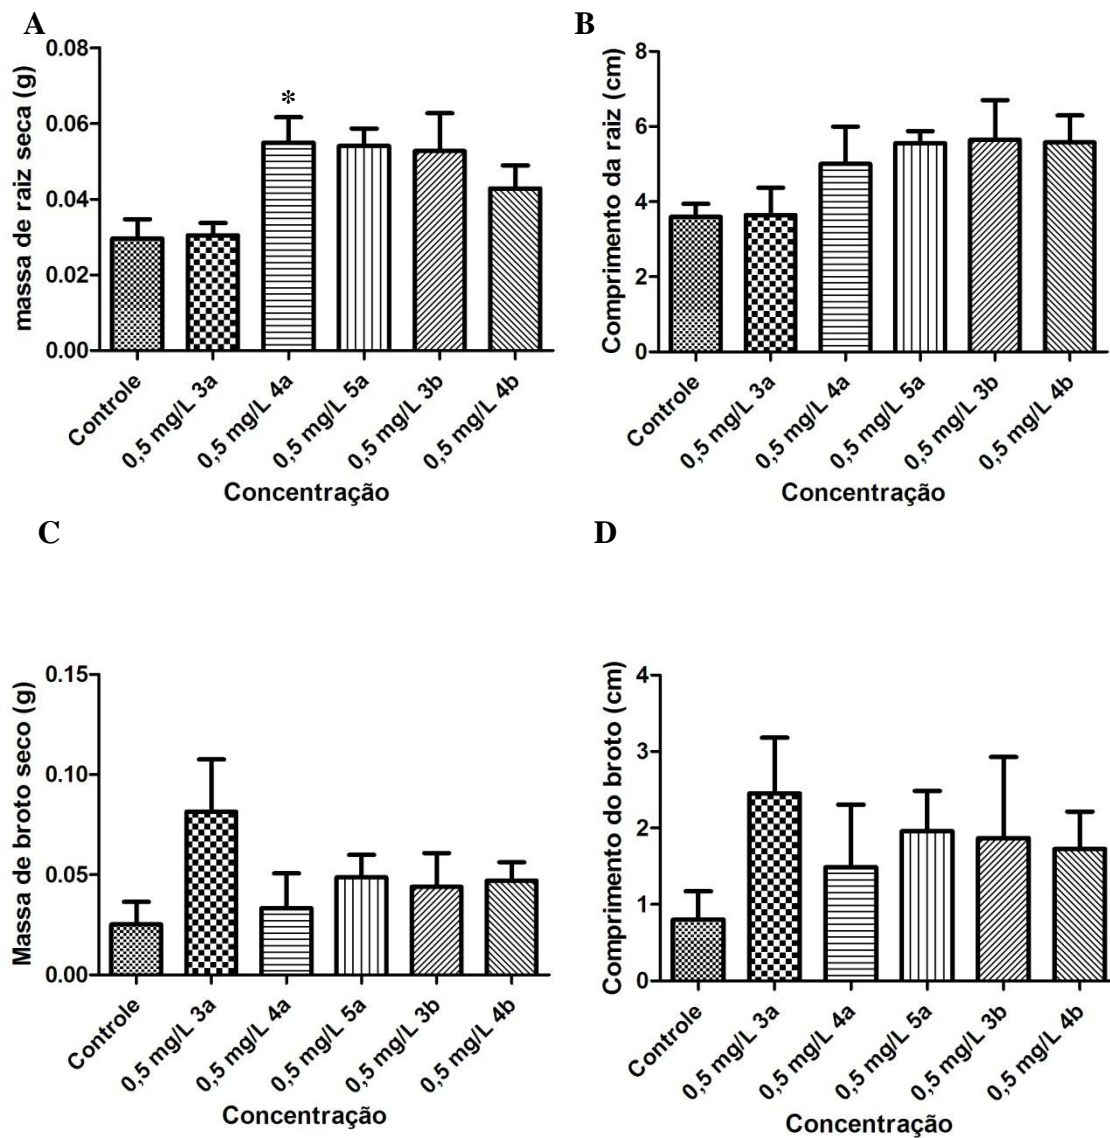 A
massa de raiz seca (g)
0.08
0.06
0.04
0.02
0.00
*
Controle
0,5 mg/L 3a
0,5 mg/L 4a
0,5 mg/L 5a
0,5 mg/L 3b
0,5 mg/L 4b
Concentração
B
Comprimento da raiz (cm)
8
6
4
2
0
Controle
0,5 mg/L 3a
0,5 mg/L 4a
0,5 mg/L 5a
0,5 mg/L 3b
0,5 mg/L 4b
Concentração
C
Massa de broto seco (g)
0.15
0.10
0.05
0.00
Controle
0,5 mg/L 3a
0,5 mg/L 4a
0,5 mg/L 5a
0,5 mg/L 3b
0,5 mg/L 4b
Concentração
D
Comprimento do broto (cm)
4
3
2
1
0
Controle
0,5 mg/L 3a
0,5 mg/L 4a
0,5 mg/L 5a
0,5 mg/L 3b
0,5 mg/L 4b
Concentração